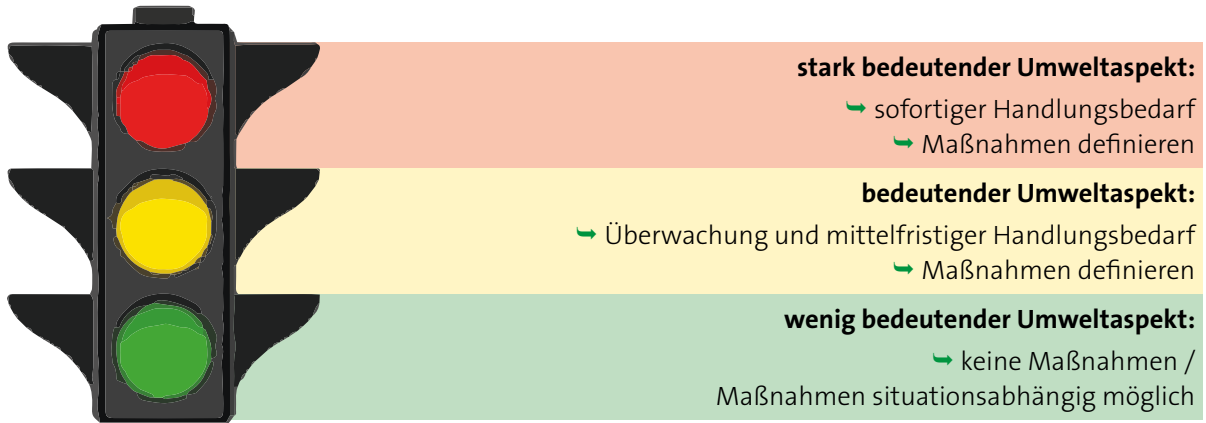 stark bedeutender Umweltaspekt:
➥ sofortiger Handlungsbedarf
➥ Maßnahmen definieren
bedeutender Umweltaspekt:
➥ Überwachung und mittelfristiger Handlungsbedarf
➥ Maßnahmen definieren
wenig bedeutender Umweltaspekt:
➥ keine Maßnahmen /
Maßnahmen situationsabhängig möglich